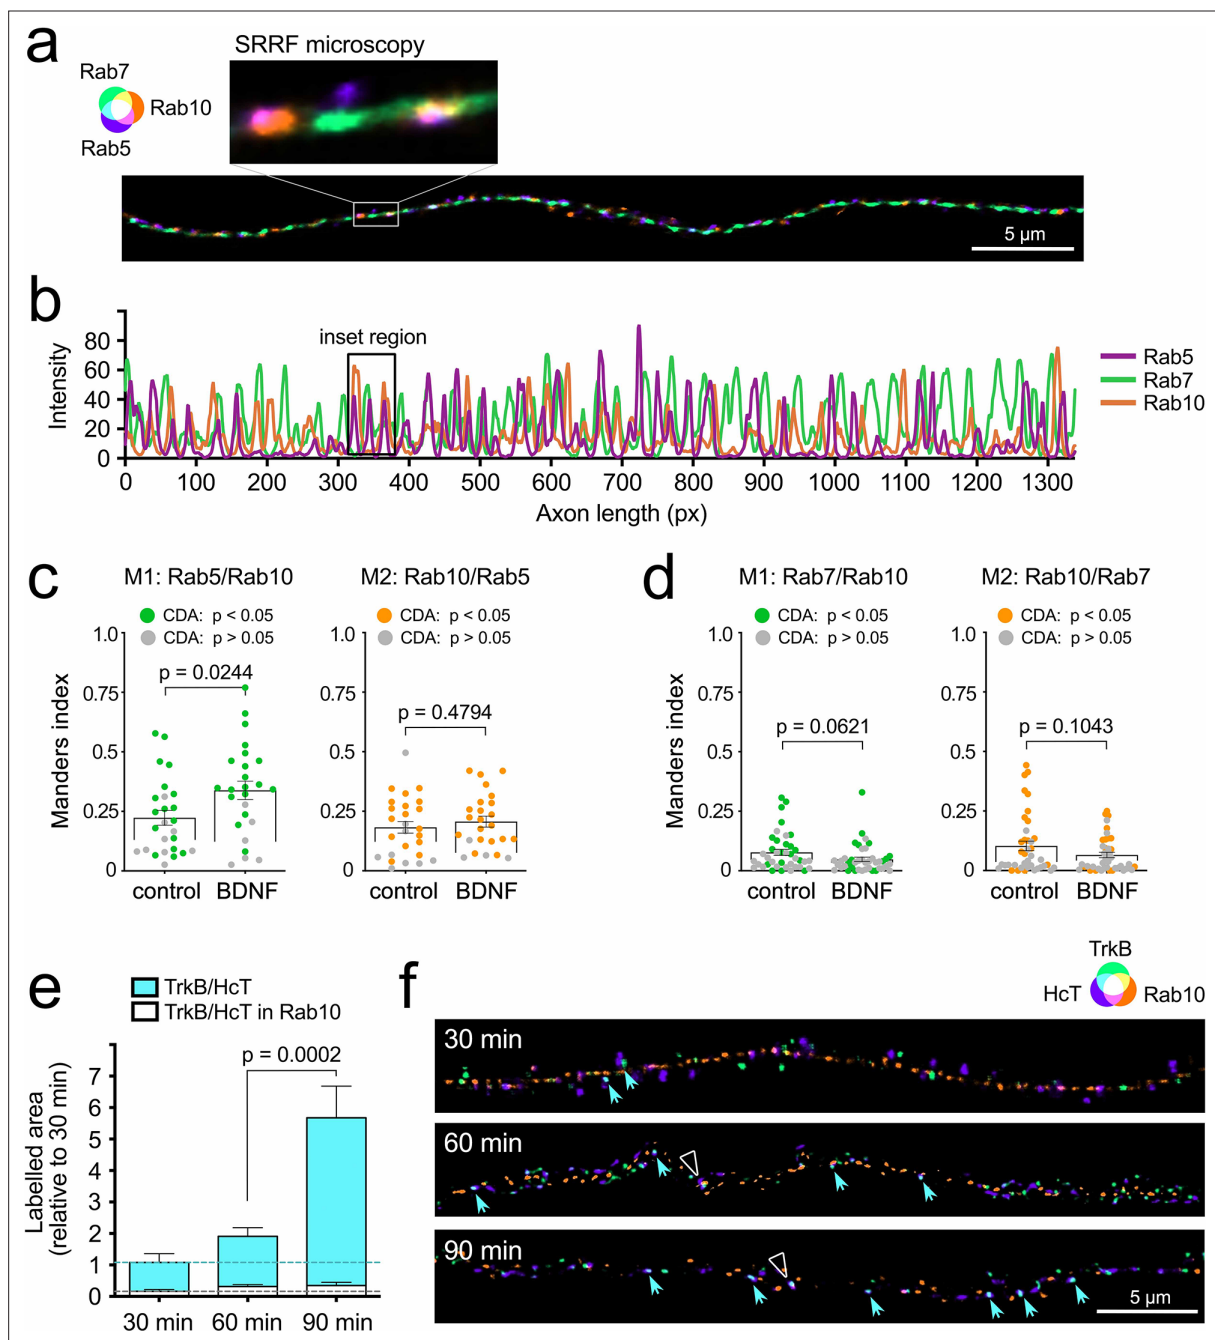 a
SRRF microscopy
Rab7
Rab10
Rab5
5 µm
b
Intensity
80
60
40
20
0
inset region
Rab5
Rab7
Rab10
0 100 200 300 400 500 600 700 800 900 1000 1100 1200 1300
Axon length (px)
c
M1: Rab5/Rab10
CDA: p < 0.05
CDA: p > 0.05
Manders index
1.0
0.75
0.5
0.25
0
p = 0.0244
control BDNF
M2: Rab10/Rab5
CDA: p < 0.05
CDA: p > 0.05
1.0
0.75
0.5
0.25
0
p = 0.4794
control BDNF
d
M1: Rab7/Rab10
CDA: p < 0.05
CDA: p > 0.05
Manders index
1.0
0.75
0.5
0.25
0
p = 0.0621
control BDNF
M2: Rab10/Rab7
CDA: p < 0.05
CDA: p > 0.05
1.0
0.75
0.5
0.25
0
p = 0.1043
control BDNF
e
TrkB/HcT
TrkB/HcT in Rab10
Labelled area
(relative to 30 min)
7
6
5
4
3
2
1
0
p = 0.0002
30 min 60 min 90 min
f
TrkB
HcT
Rab10
30 min
60 min
90 min
5 µm